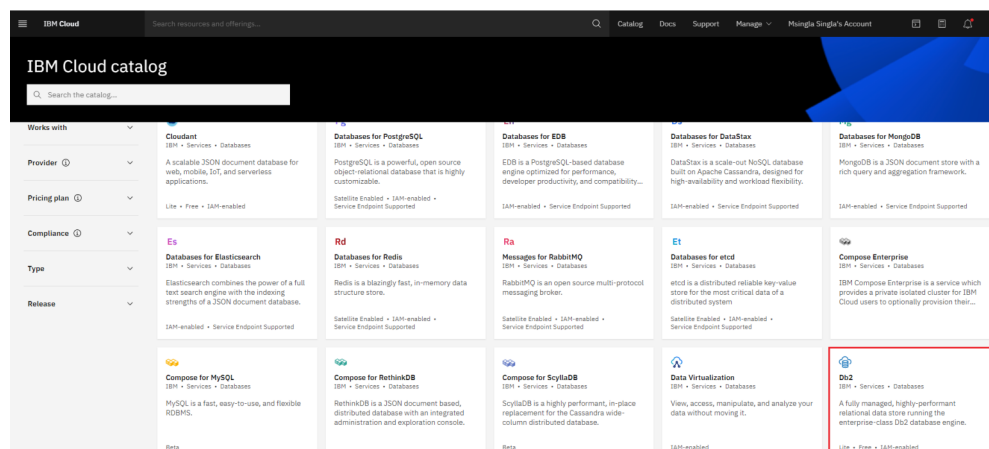 IBM Cloud
Search resources and offerings...
Catalog
Docs
Support
Manage
Msingla Singla's Account
IBM Cloud catalog
Search the catalog...
Works with
Provider
Pricing plan
Compliance
Type
Release
Cloudant
IBM • Services • Databases
A scalable JSON document database for
web, mobile, IoT, and serverless
applications.
Lite • Free • IAM-enabled
Databases for PostgreSQL
IBM • Services • Databases
PostgreSQL is a powerful, open source
object-relational database that is highly
customizable.
Satellite Enabled • IAM-enabled •
Service Endpoint Supported
Databases for EDB
IBM • Services • Databases
EDB is a PostgreSQL-based database
engine optimized for performance,
developer productivity, and compatibility...
IAM-enabled • Service Endpoint Supported
Databases for DataStax
IBM • Services • Databases
DataStax is a scale-out NoSQL database
built on Apache Cassandra, designed for
high-availability and workload flexibility.
IAM-enabled • Service Endpoint Supported
Databases for MongoDB
IBM • Services • Databases
MongoDB is a JSON document store with a
rich query and aggregation framework.
IAM-enabled • Service Endpoint Supported
Es
Databases for Elasticsearch
IBM • Services • Databases
Elasticsearch combines the power of a full
text search engine with the indexing
strengths of a JSON document database.
IAM-enabled • Service Endpoint Supported
Rd
Databases for Redis
IBM • Services • Databases
Redis is a blazingly fast, in-memory data
structure store.
Satellite Enabled • IAM-enabled •
Service Endpoint Supported
Ra
Messages for RabbitMQ
IBM • Services • Databases
RabbitMQ is an open source multi-protocol
messaging broker.
Satellite Enabled • IAM-enabled •
Service Endpoint Supported
Et
Databases for etcd
IBM • Services • Databases
etcd is a distributed reliable key-value
store for the most critical data of a
distributed system
Satellite Enabled • IAM-enabled •
Service Endpoint Supported
Compose Enterprise
IBM • Services • Databases
IBM Compose Enterprise is a service which
provides a private isolated cluster for IBM
Cloud users to optionally provision their...
Compose for MySQL
IBM • Services • Databases
MySQL is a fast, easy-to-use, and flexible
RDBMS.
Beta
Compose for RethinkDB
IBM • Services • Databases
RethinkDB is a JSON document based,
distributed database with an integrated
administration and exploration console.
Beta
Compose for ScyllaDB
IBM • Services • Databases
ScyllaDB is a highly performant, in-place
replacement for the Cassandra wide-
column distributed database.
Beta
Data Virtualization
IBM • Services • Databases
View, access, manipulate, and analyze your
data without moving it.
IAM-enabled
Db2
IBM • Services • Databases
A fully managed, highly-performant
relational data store running the
enterprise-class Db2 database engine.
Lite • Free • IAM-enabled